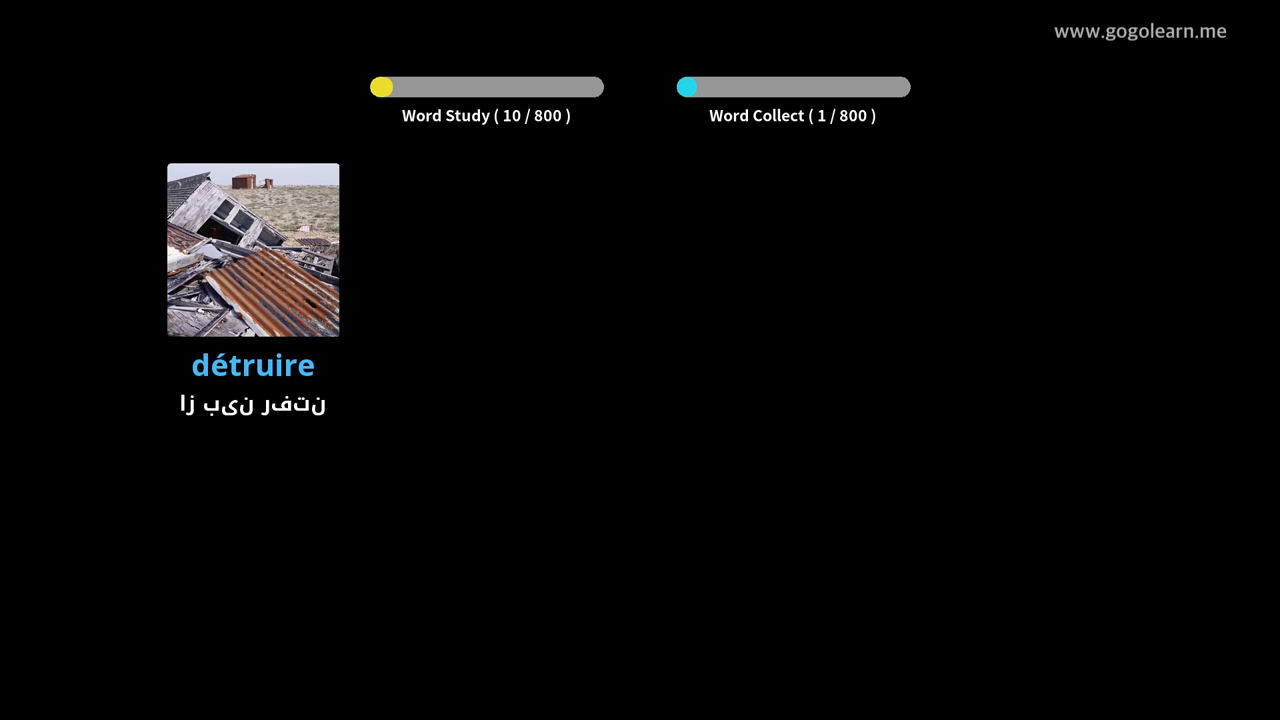 www.gogolearn.me
Word Study ( 10 / 800 )
Word Collect ( 1 / 800 )
détruire
از بین رفتن